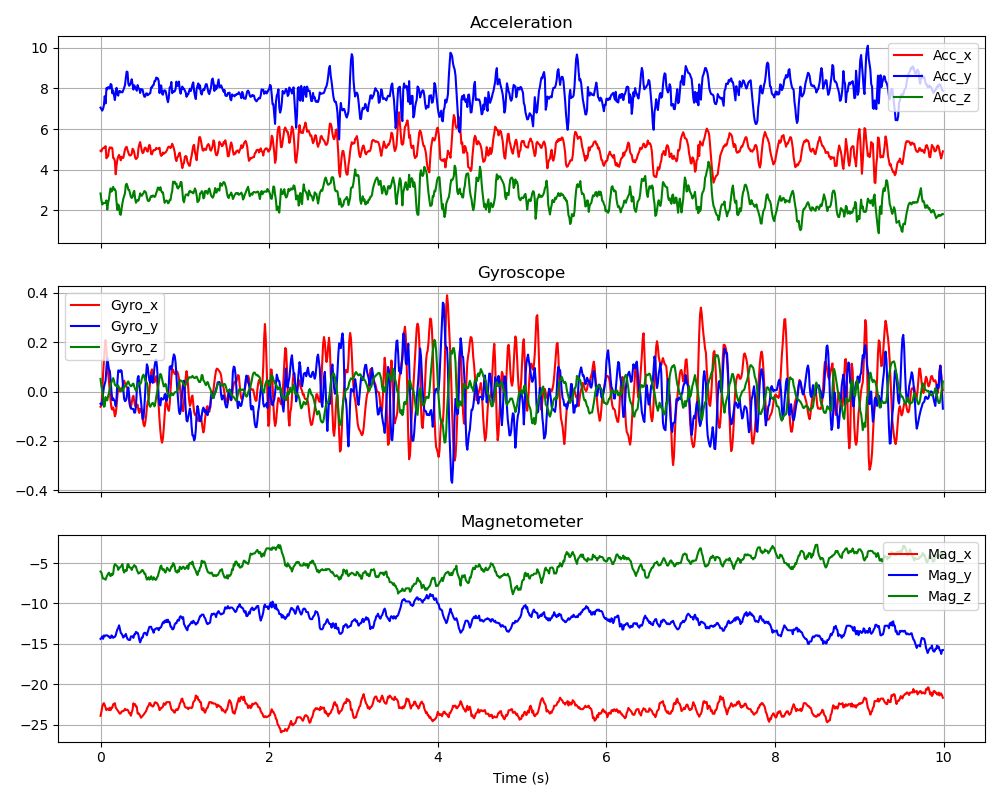 Acceleration
10
8
6
4
2
Acc_x
Acc_y
Acc_z
Gyroscope
0.4
0.2
0.0
−0.2
−0.4
Gyro_x
Gyro_y
Gyro_z
Magnetometer
−5
−10
−15
−20
−25
Mag_x
Mag_y
Mag_z
0 2 4 6 8 10
Time (s)